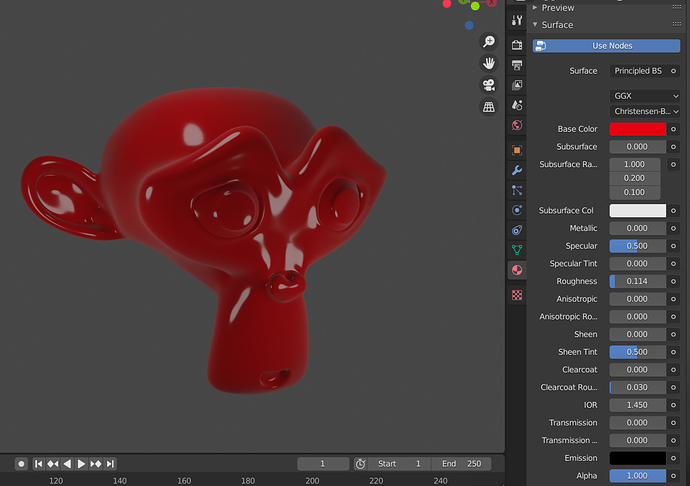 Preview
Surface
Use Nodes
Surface Principled BS
GGX
Christensen-B...
Base Color
Subsurface 0.000
Subsurface Ra... 1.000
0.200
0.100
Subsurface Col
Metallic 0.000
Specular 0.500
Specular Tint 0.000
Roughness 0.114
Anisotropic 0.000
Anisotropic Ro... 0.000
Sheen 0.000
Sheen Tint 0.500
Clearcoat 0.000
Clearcoat Rou... 0.030
IOR 1.450
Transmission 0.000
Transmission ... 0.000
Emission
Alpha 1.000
1 Start 1 End 250
120 140 160 180 200 220 240